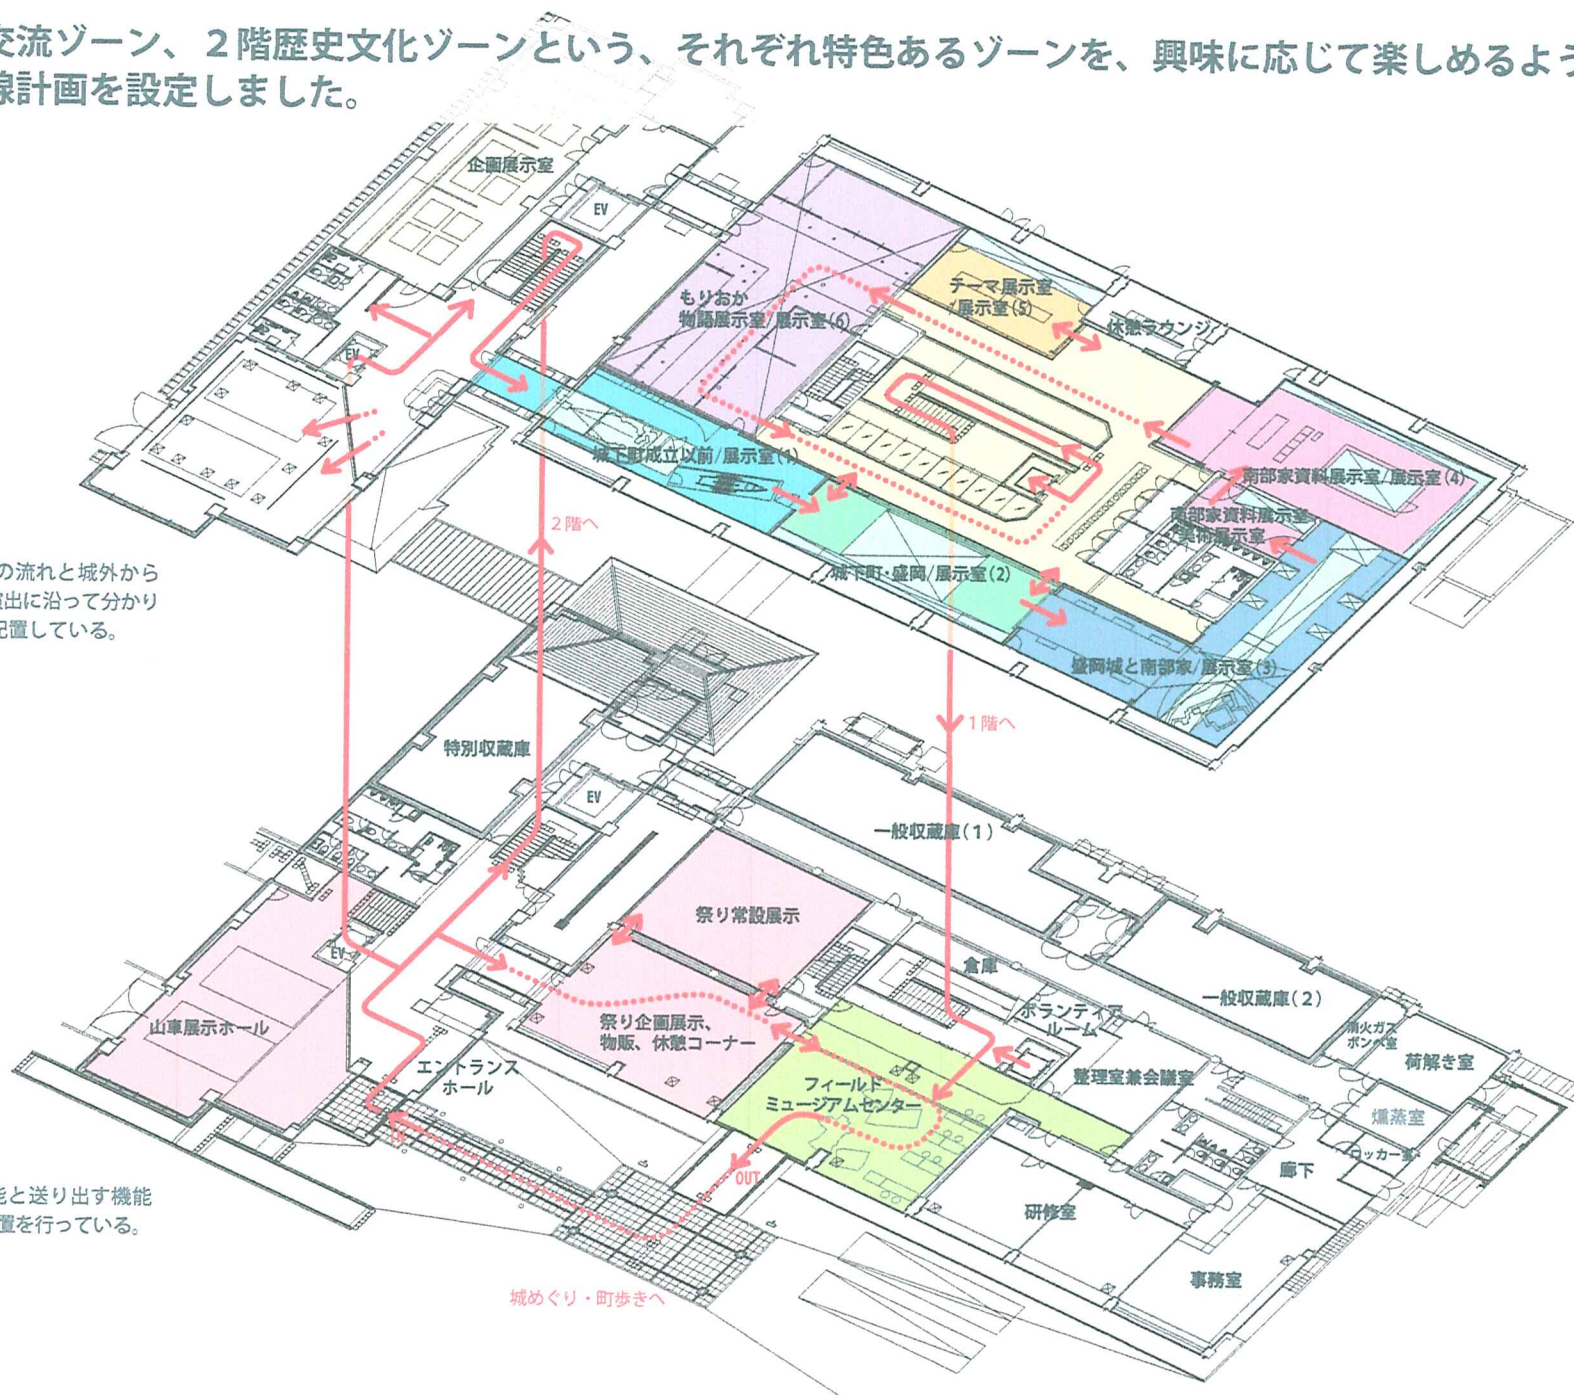 交流ゾーン、２階歴史文化ゾーンという、それぞれ特色あるゾーンを、興味に応じて楽しめるよう
線計画を設定しました。
企画展示室
EV
もりおか
物語展示室/展示室(6)
テーマ展示室
/展示室(5)
休憩ラウンジ
EV
城下町成立以前/展示室(1)
南部家資料展示室/展示室(4)
南部家資料展示室
美術展示室
2階へ
城下町・盛岡/展示室(2)
の流れと城外から
演出に沿って分かり
配置している。
盛岡城と南部家/展示室(3)
1階へ
特別収蔵庫
EV
一般収蔵庫(1)
祭り常設展示
EV
倉庫
一般収蔵庫(2)
山車展示ホール
祭り企画展示、
物販、休憩コーナー
ボランティア
ルーム
消火ガス
ボンベ室
荷解き室
エントランス
ホール
フィールド
ミュージアムセンター
整理室兼会議室
燻蒸室
IN
ロッカー室
廊下
OUT
能と送り出す機能
置を行っている。
研修室
事務室
城めぐり・町歩きへ